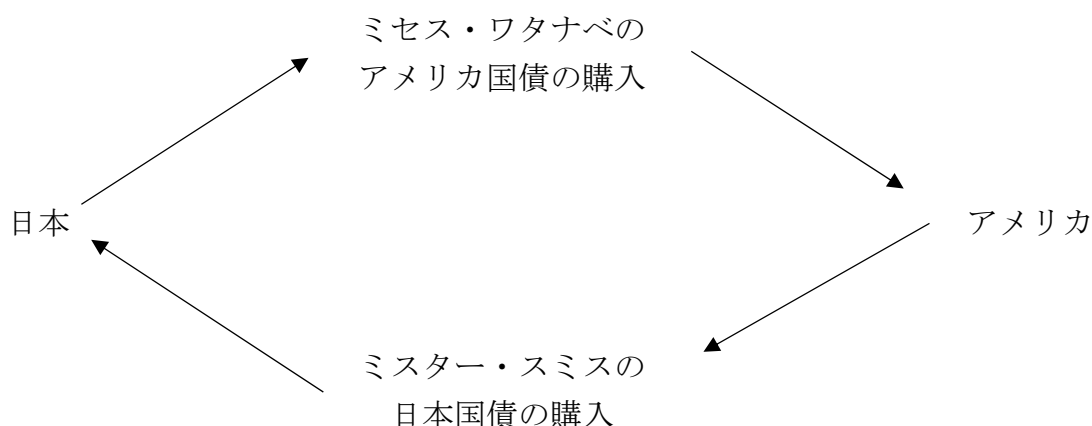 ミセス・ワタナベの
アメリカ国債の購入
日本
アメリカ
ミスター・スミスの
日本国債の購入